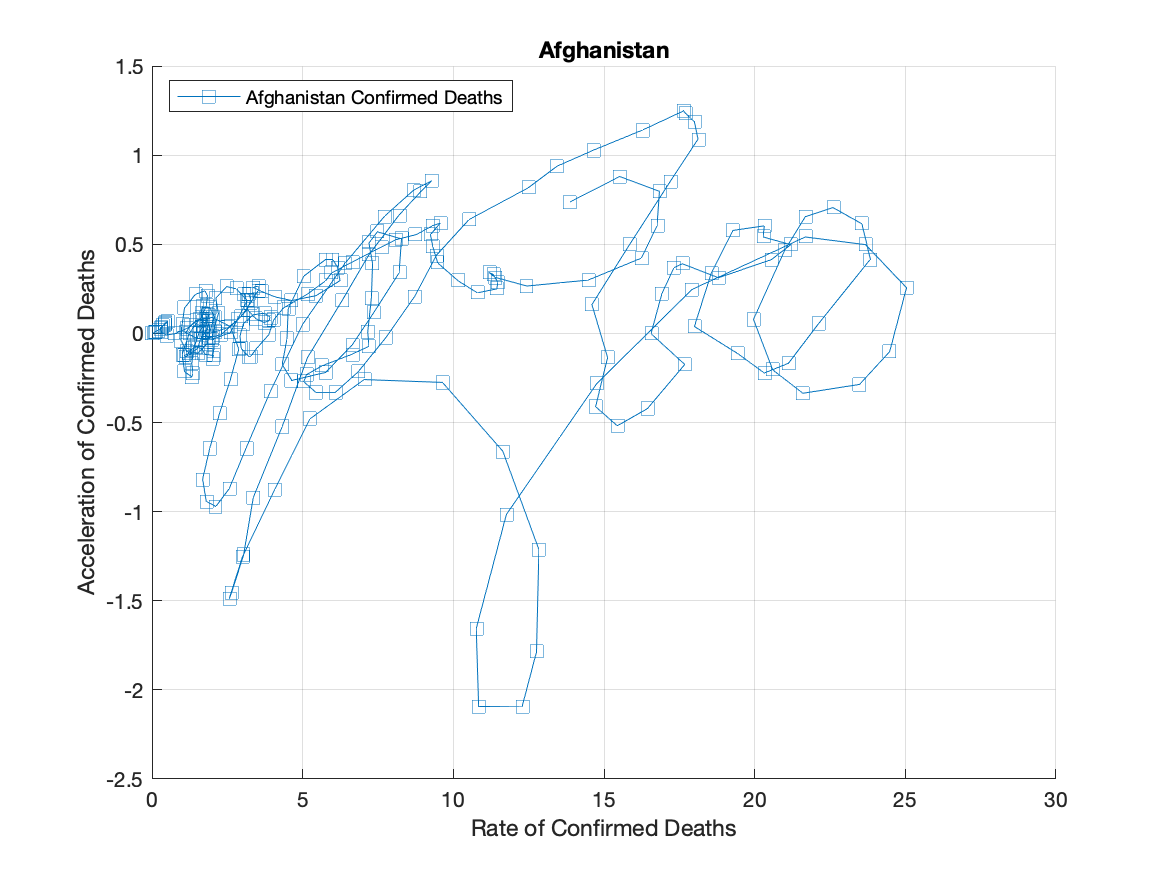 Afghanistan
Afghanistan Confirmed Deaths
1.5
1
0.5
0
-0.5
-1
-1.5
-2
-2.5
Acceleration of Confirmed Deaths
0 5 10 15 20 25 30
Rate of Confirmed Deaths